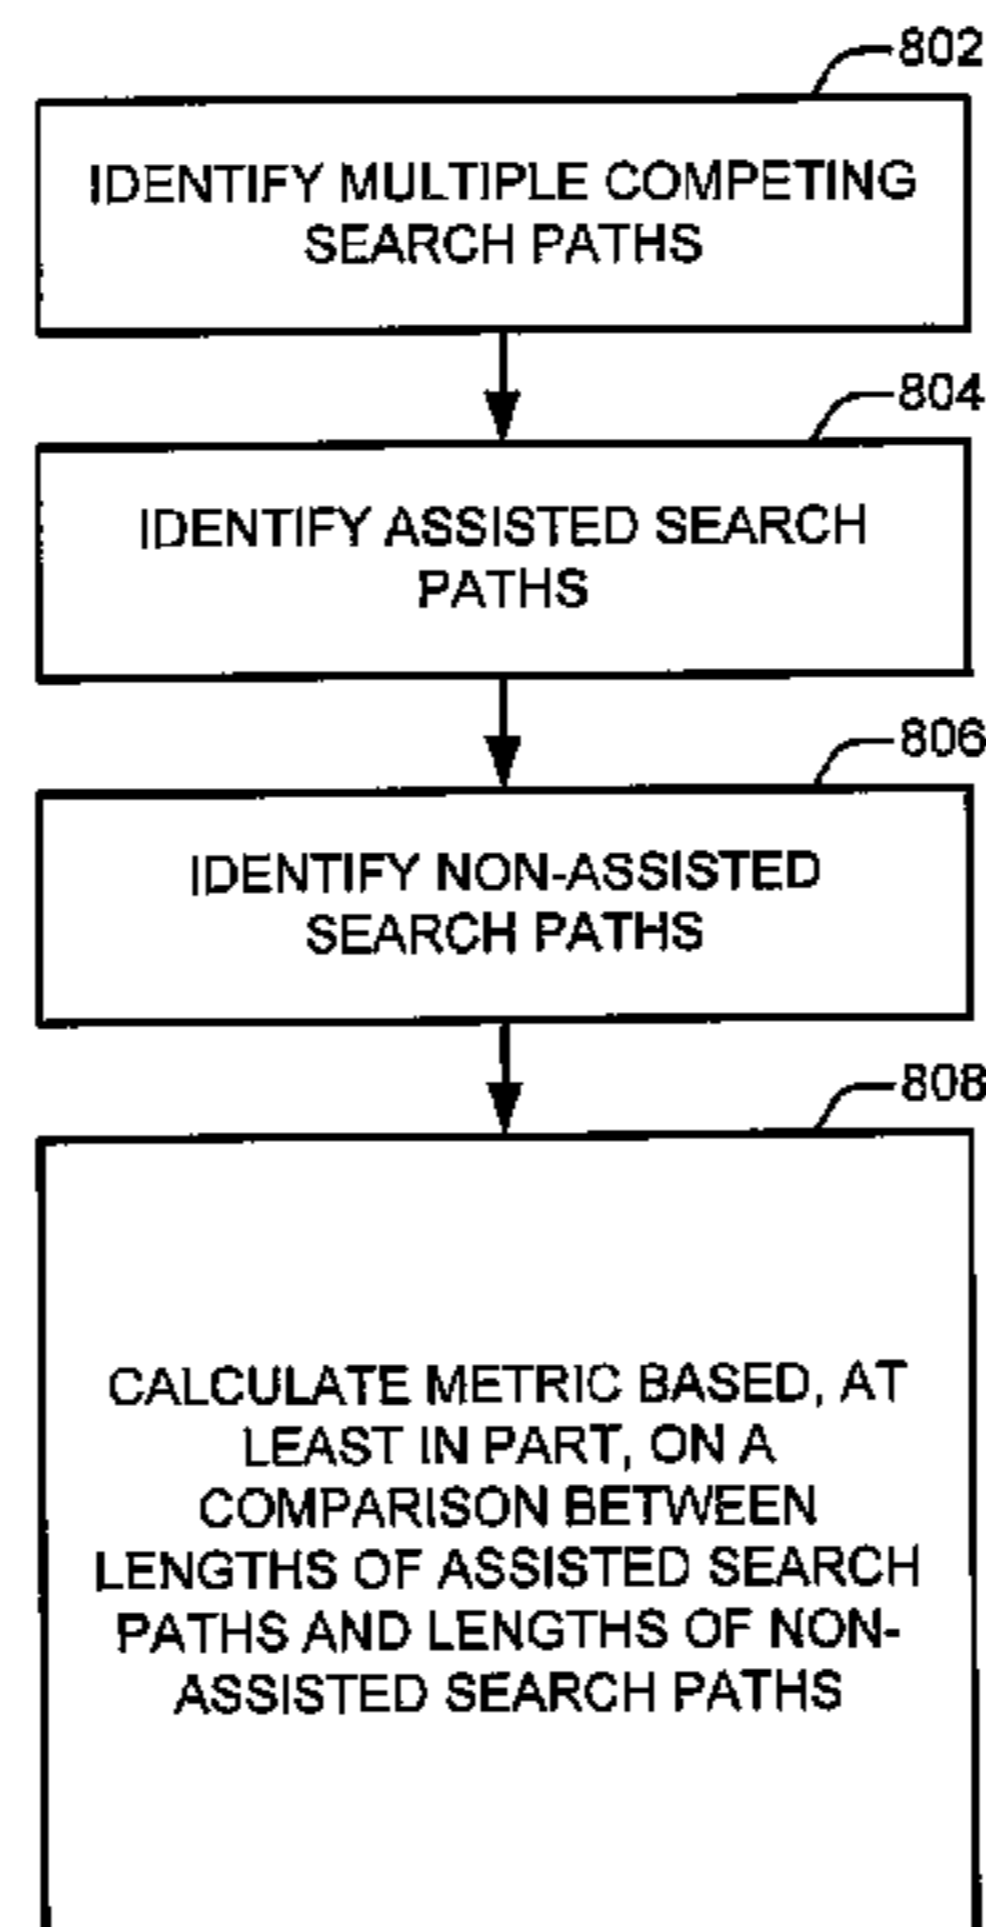 802
IDENTIFY MULTIPLE COMPETING
SEARCH PATHS
804
IDENTIFY ASSISTED SEARCH
PATHS
806
IDENTIFY NON-ASSISTED
SEARCH PATHS
808
CALCULATE METRIC BASED, AT
LEAST IN PART, ON A
COMPARISON BETWEEN
LENGTHS OF ASSISTED SEARCH
PATHS AND LENGTHS OF NON-
ASSISTED SEARCH PATHS